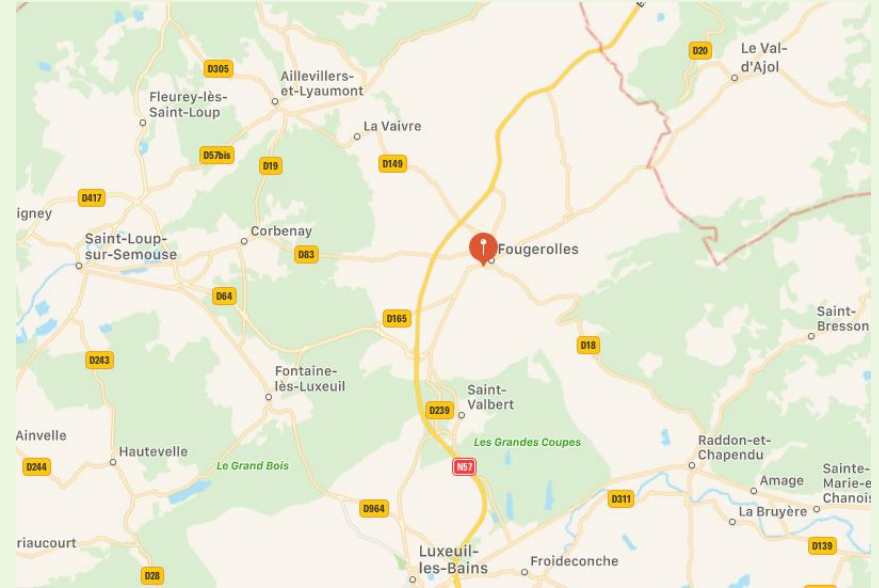 E
D20
Le Val-
d'Ajol
D305
Aillevillers-
et-Lyaumont
Fleurey-lès-
Saint-Loup
La Vaivre
D57bis
D19
D149
D417
igney
Saint-Loup-
sur-Semouse
Corbenay
D83
Fougerolles
D64
D165
Saint-
Bresson
D243
D18
Fontaine-
lès-Luxeuil
Saint-
Valbert
D239
Ainvelle
Hautevelle
Les Grandes Coupes
Raddon-et-
Chapendu
D244
Le Grand Bois
N57
Amage
Sainte-
Marie-e
Chanois
D311
D964
La Bruyère
riaucourt
D139
Luxeuil-
les-Bains
Froideconche
D28